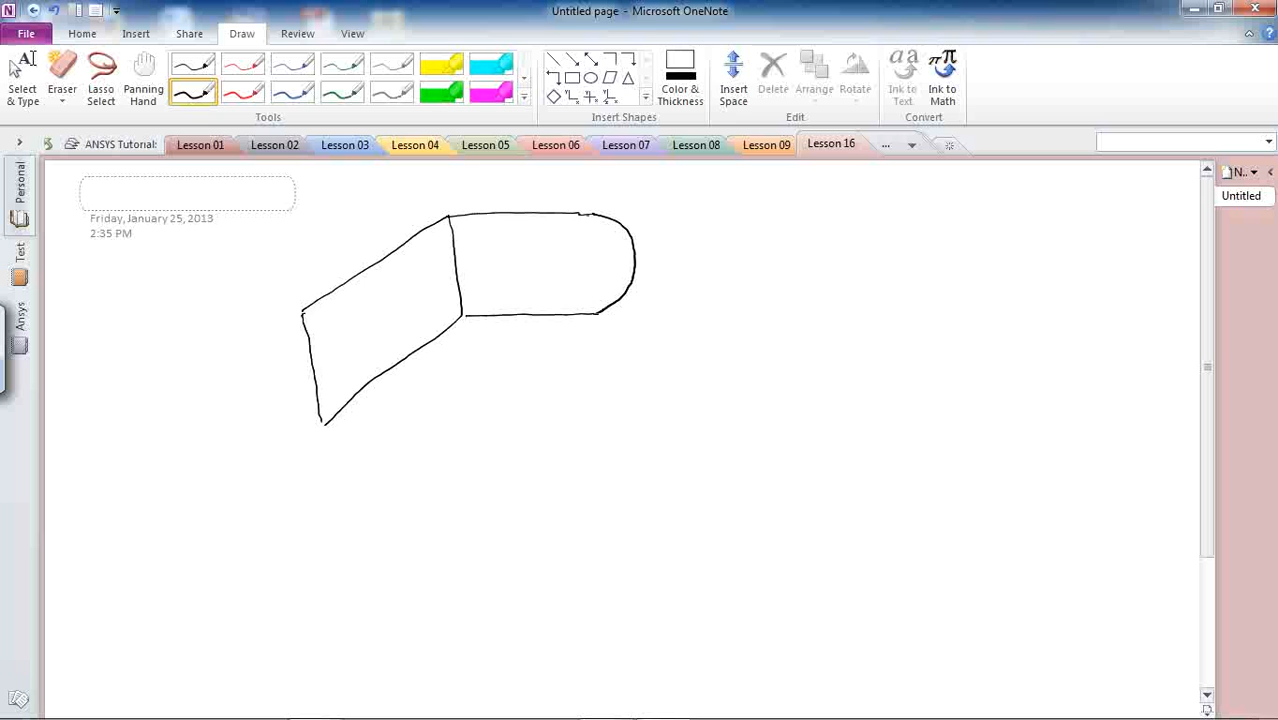 Untitled page - Microsoft OneNote
File Home Insert Share Draw Review View
Select & Type
Eraser
Lasso Select
Panning Hand
Color & Thickness
Insert Space
Delete
Arrange
Rotate
Ink to Text
Ink to Math
Tools
Insert Shapes
Edit
Convert
ANSYS Tutorial:
Lesson 01
Lesson 02
Lesson 03
Lesson 04
Lesson 05
Lesson 06
Lesson 07
Lesson 08
Lesson 09
Lesson 16
...
N..
Personal
Test
Ansys
Untitled
Friday, January 25, 2013
2:35 PM